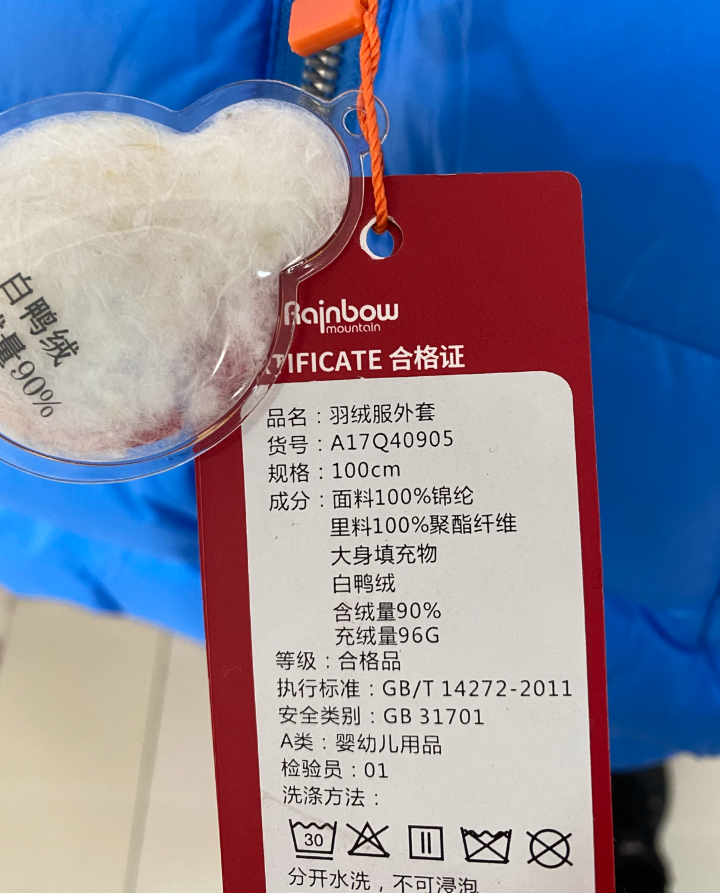 白鸭绒
量90%
Rainbow
mountain
TIFICATE 合格证
品名：羽绒服外套
货号：A17Q40905
规格：100cm
成分：面料100%锦纶
里料100%聚酯纤维
大身填充物
白鸭绒
含绒量90%
充绒量96G
等级：合格品
执行标准：GB/T 14272-2011
安全类别：GB 31701
A类：婴幼儿用品
检验员：01
洗涤方法：
30
分开水洗，不可浸泡